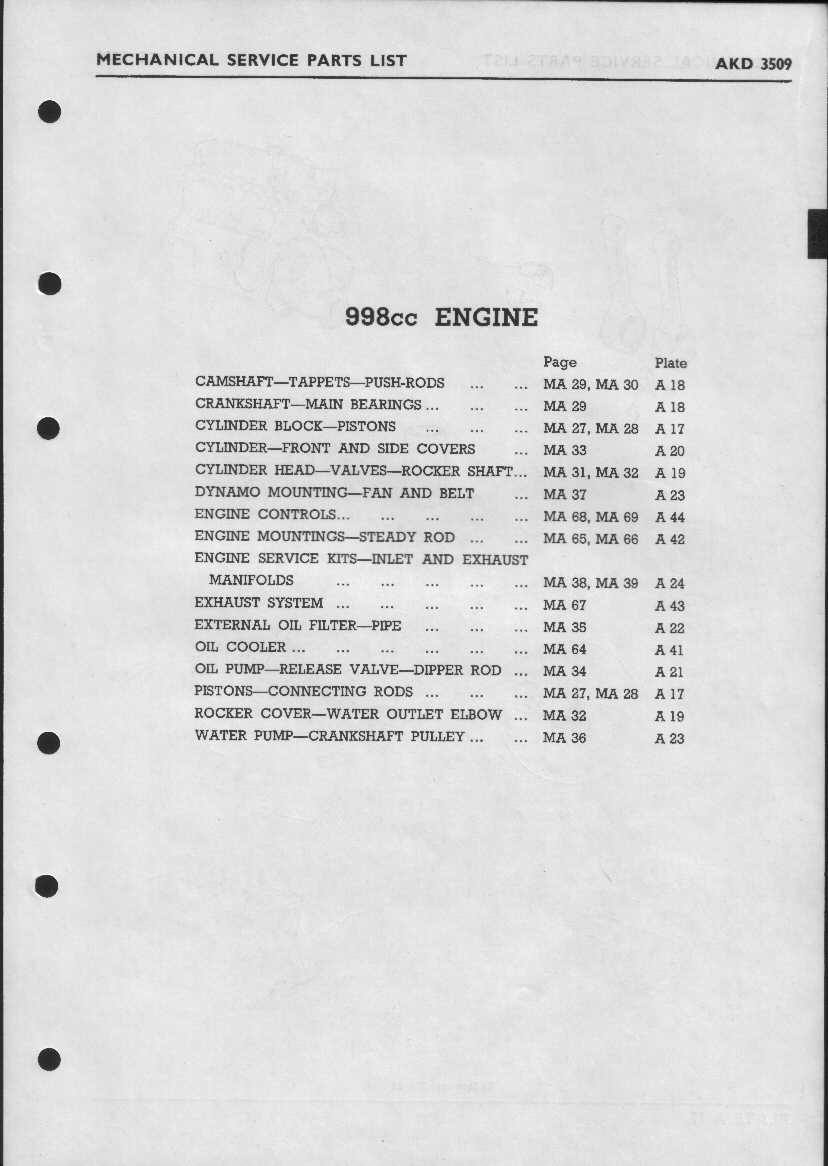 MECHANICAL SERVICE PARTS LIST AKD 3509
998cc ENGINE
Page Plate
CAMSHAFT—TAPPETS—PUSH-RODS ... ... MA 29, MA 30 A 18
CRANKSHAFT—MAIN BEARINGS ... ... ... MA 29 A 18
CYLINDER BLOCK—PISTONS ... ... ... MA 27, MA 28 A 17
CYLINDER—FRONT AND SIDE COVERS ... MA 33 A 20
CYLINDER HEAD—VALVES—ROCKER SHAFT... MA 31, MA 32 A 19
DYNAMO MOUNTING—FAN AND BELT ... MA 37 A 23
ENGINE CONTROLS... ... ... ... ... MA 68, MA 69 A 44
ENGINE MOUNTINGS—STEADY ROD ... ... MA 65, MA 66 A 42
ENGINE SERVICE KITS—INLET AND EXHAUST
MANIFOLDS ... ... ... ... ... MA 38, MA 39 A 24
EXHAUST SYSTEM ... ... ... ... ... MA 67 A 43
EXTERNAL OIL FILTER—PIPE ... ... ... MA 35 A 22
OIL COOLER ... ... ... ... ... ... MA 64 A 41
OIL PUMP—RELEASE VALVE—DIPPER ROD ... MA 34 A 21
PISTONS—CONNECTING RODS ... ... ... MA 27, MA 28 A 17
ROCKER COVER—WATER OUTLET ELBOW ... MA 32 A 19
WATER PUMP—CRANKSHAFT PULLEY ... ... MA 36 A 23